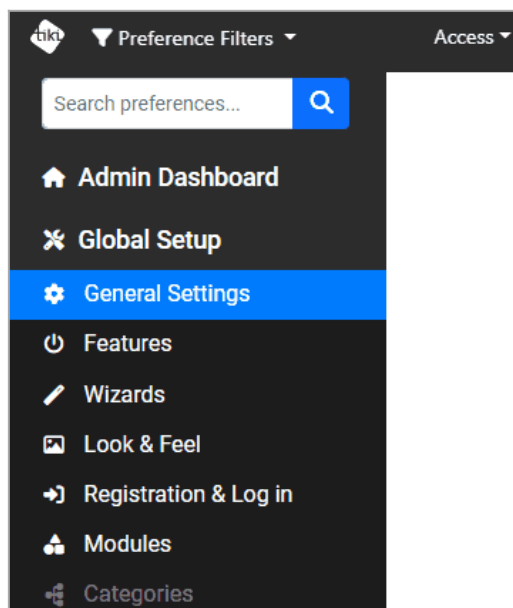 tiki Preference Filters Access
Search preferences...
Admin Dashboard
Global Setup
General Settings
Features
Wizards
Look & Feel
Registration & Log in
Modules
Categories